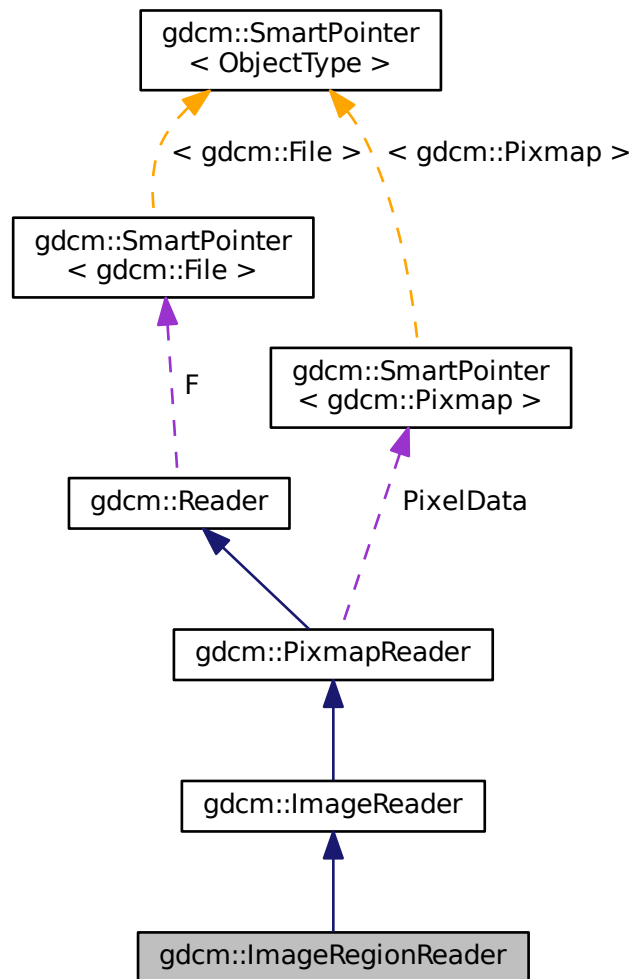 gdcm::SmartPointer
< ObjectType >
< gdcm::File >
< gdcm::Pixmap >
gdcm::SmartPointer
< gdcm::File >
gdcm::SmartPointer
< gdcm::Pixmap >
F
gdcm::Reader
PixelData
gdcm::PixmapReader
gdcm::ImageReader
gdcm::ImageRegionReader